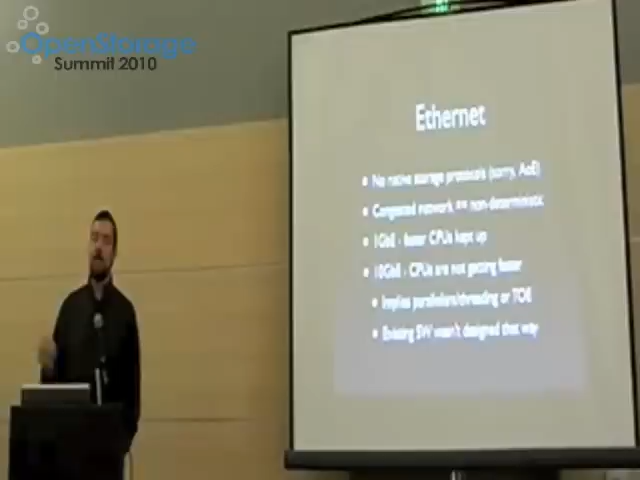 OpenStorage
Summit 2010
Ethernet
• No native storage protocols (sorry, AoE)
• Congested network == non-deterministic
• 1GbE - faster CPUs kept up
• 10GbE - CPUs are not getting faster
• Implies parallelism/threading or TOE
• Existing SW wasn't designed that way